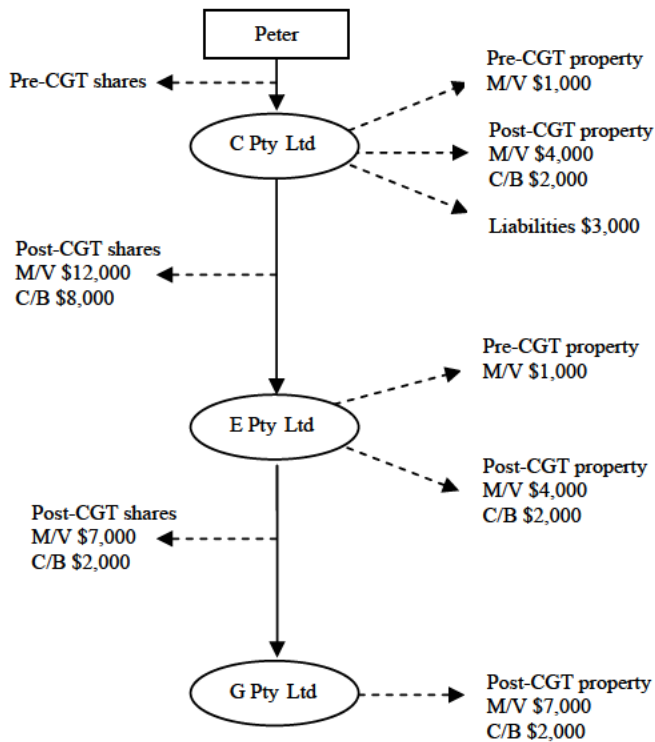 Peter
Pre-CGT shares
Pre-CGT property
M/V $1,000
C Pty Ltd
Post-CGT property
M/V $4,000
C/B $2,000
Liabilities $3,000
Post-CGT shares
M/V $12,000
C/B $8,000
Pre-CGT property
M/V $1,000
E Pty Ltd
Post-CGT property
M/V $4,000
C/B $2,000
Post-CGT shares
M/V $7,000
C/B $2,000
G Pty Ltd
Post-CGT property
M/V $7,000
C/B $2,000